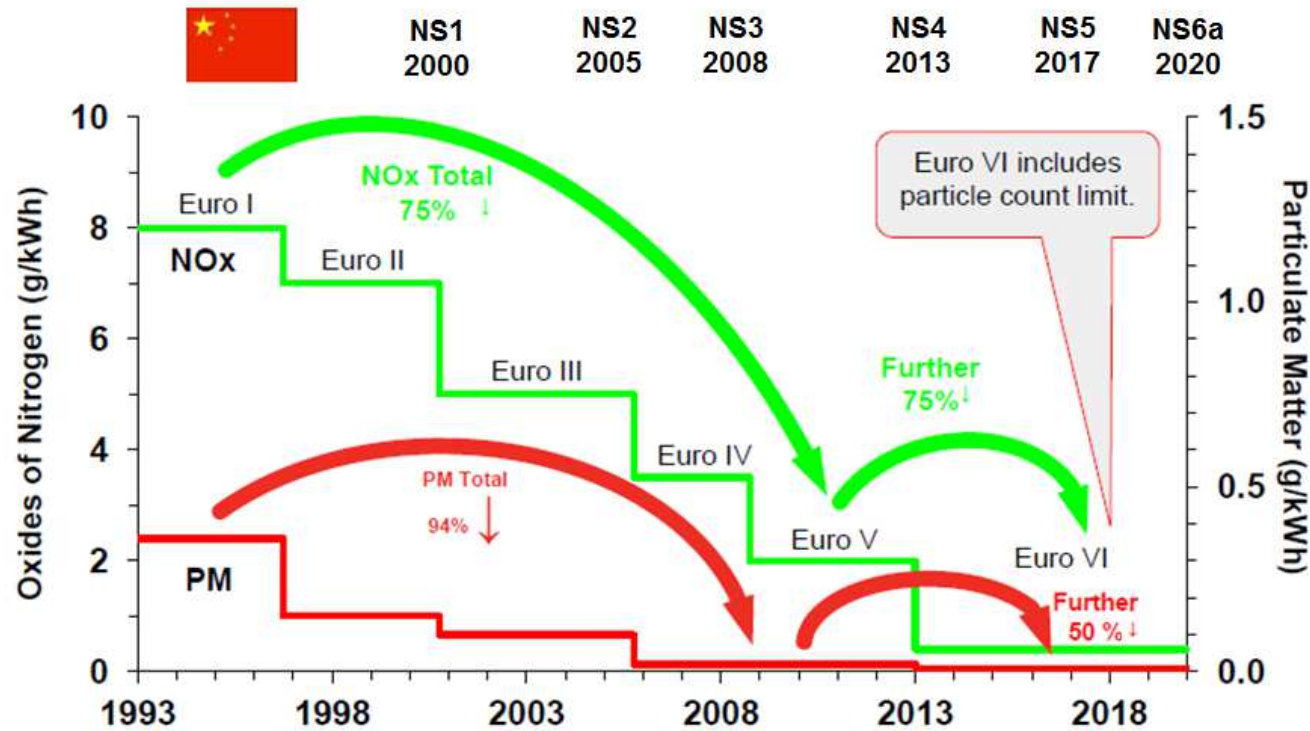 NS1 NS2 NS3 NS4 NS5 NS6a
2000 2005 2008 2013 2017 2020
10
8
6
4
2
0
Oxides of Nitrogen (g/kWh)
1.5
1.0
0.5
0.0
Particulate Matter (g/kWh)
Euro I
NOx
Euro II
Euro III
Euro IV
Euro V
Euro VI
NOx Total
75% ↓
Further
75%↓
Euro VI includes
particle count limit.
PM Total
94% ↓
PM
Further
50 %↓
1993 1998 2003 2008 2013 2018